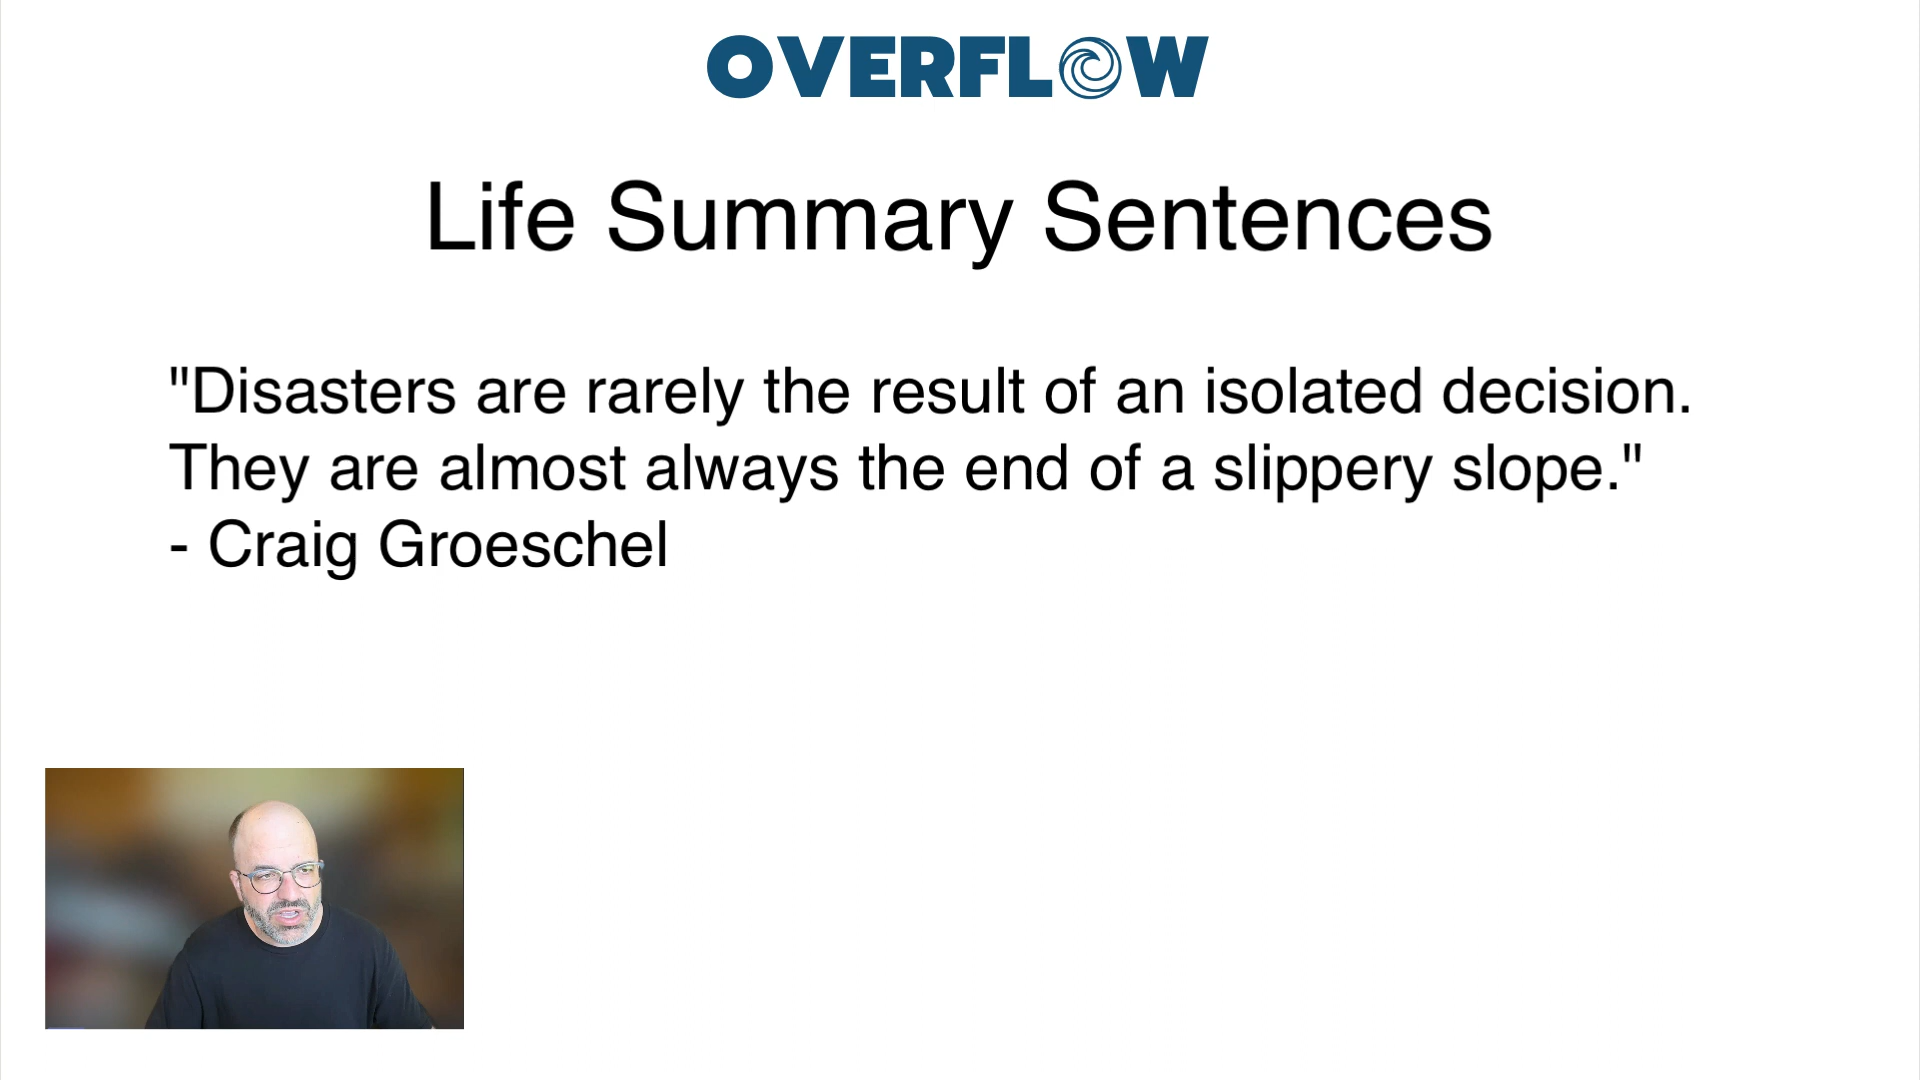 OVERFLOW
Life Summary Sentences
"Disasters are rarely the result of an isolated decision.
They are almost always the end of a slippery slope."
- Craig Groeschel